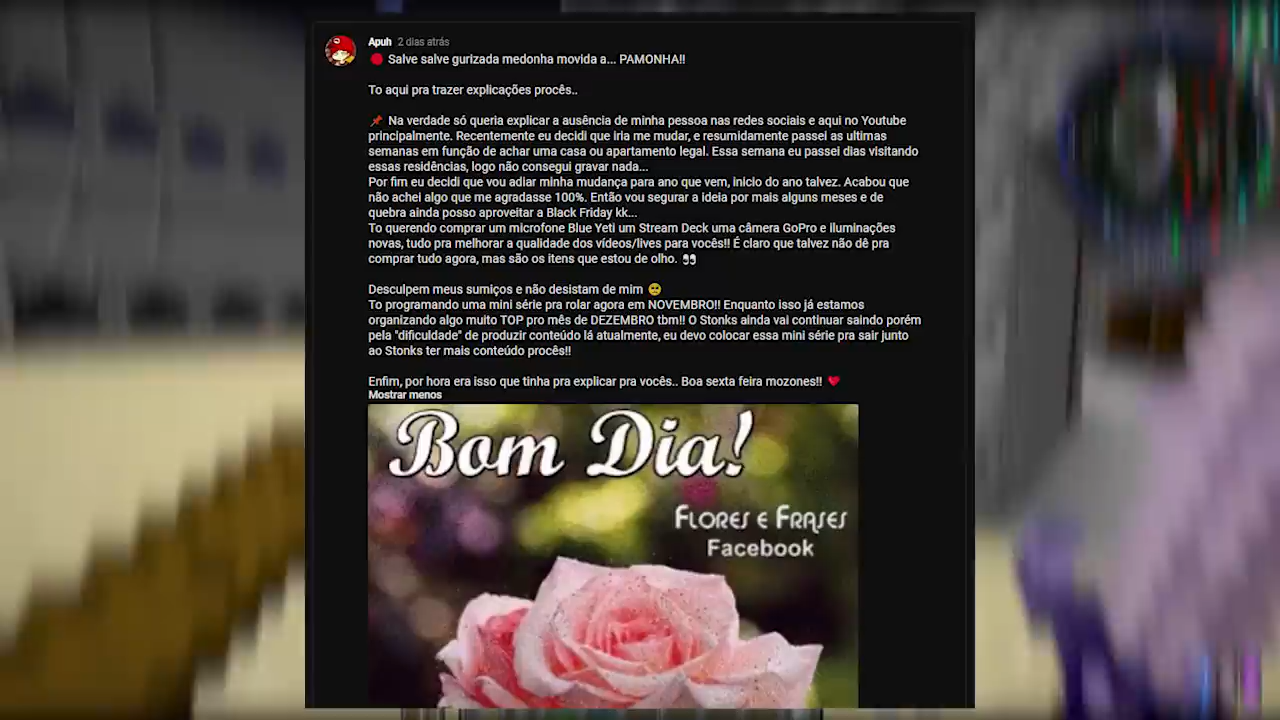 Apuh 2 dias atrás
🔴 Salve salve gurizada medonha movida a... PAMONHA!!
To aqui pra trazer explicações procês..
📌 Na verdade só queria explicar a ausência de minha pessoa nas redes sociais e aqui no Youtube
principalmente. Recentemente eu decidi que iria me mudar, e resumidamente passei as ultimas
semanas em função de achar uma casa ou apartamento legal. Essa semana eu passei dias visitando
essas residências, logo não consegui gravar nada...
Por fim eu decidi que vou adiar minha mudança para ano que vem, inicio do ano talvez. Acabou que
não achei algo que me agradasse 100%. Então vou segurar a ideia por mais alguns meses e de
quebra ainda posso aproveitar a Black Friday kk...
To querendo comprar um microfone Blue Yeti um Stream Deck uma câmera GoPro e iluminações
novas, tudo pra melhorar a qualidade dos vídeos/lives para vocês!! É claro que talvez não dê pra
comprar tudo agora, mas são os itens que estou de olho. 👀
Desculpem meus sumiços e não desistam de mim 🥺
To programando uma mini série pra rolar agora em NOVEMBRO!! Enquanto isso já estamos
organizando algo muito TOP pro mês de DEZEMBRO tbm!! O Stonks ainda vai continuar saindo porém
pela "dificuldade" de produzir conteúdo lá atualmente, eu devo colocar essa mini série pra sair junto
ao Stonks ter mais conteúdo procês!!
Enfim, por hora era isso que tinha pra explicar pra vocês.. Boa sexta feira mozones!! ❤️
Mostrar menos
Bom Dia!
Flores e Frases
Facebook